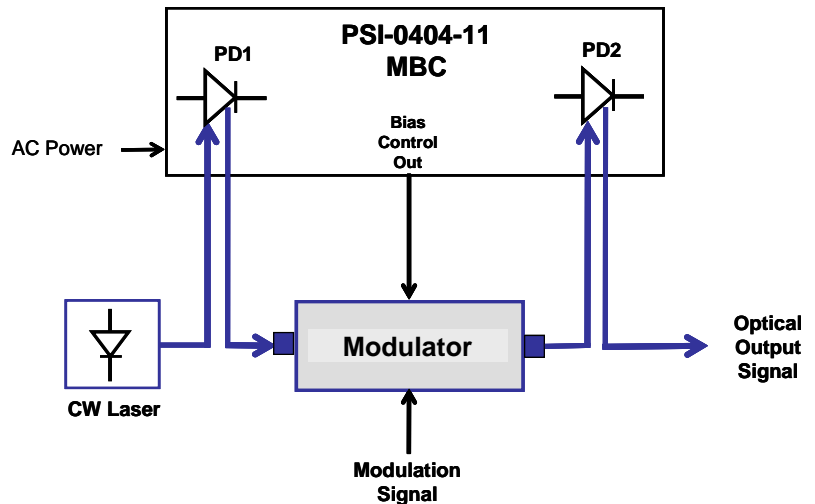 PSI-0404-11
MBC
PD1
PD2
Bias
Control
Out
AC Power
Modulator
Optical
Output
Signal
CW Laser
Modulation
Signal